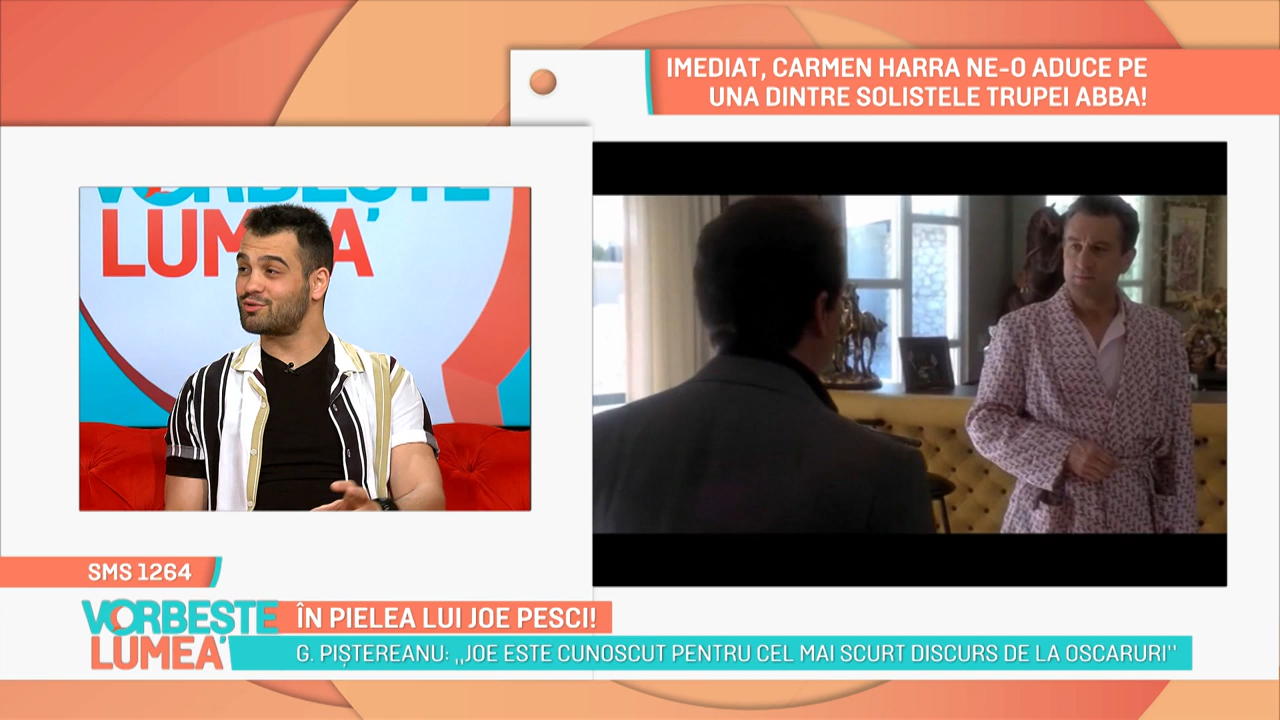 IMEDIAT, CARMEN HARRA NE-O ADUCE PE
UNA DINTRE SOLISTELE TRUPEI ABBA!
VORBEȘTE
LUMEA
SMS 1264
VORBEȘTE
LUMEA
ÎN PIELEA LUI JOE PESCI!
G. PIȘTEREANU: ,,JOE ESTE CUNOSCUT PENTRU CEL MAI SCURT DISCURS DE LA OSCARURI''